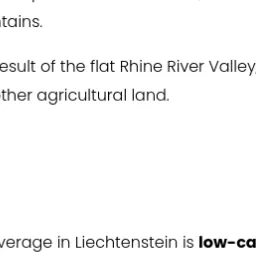 tains.
esult of the flat Rhine River Valley,
ther agricultural land.
verage in Liechtenstein is low-ca